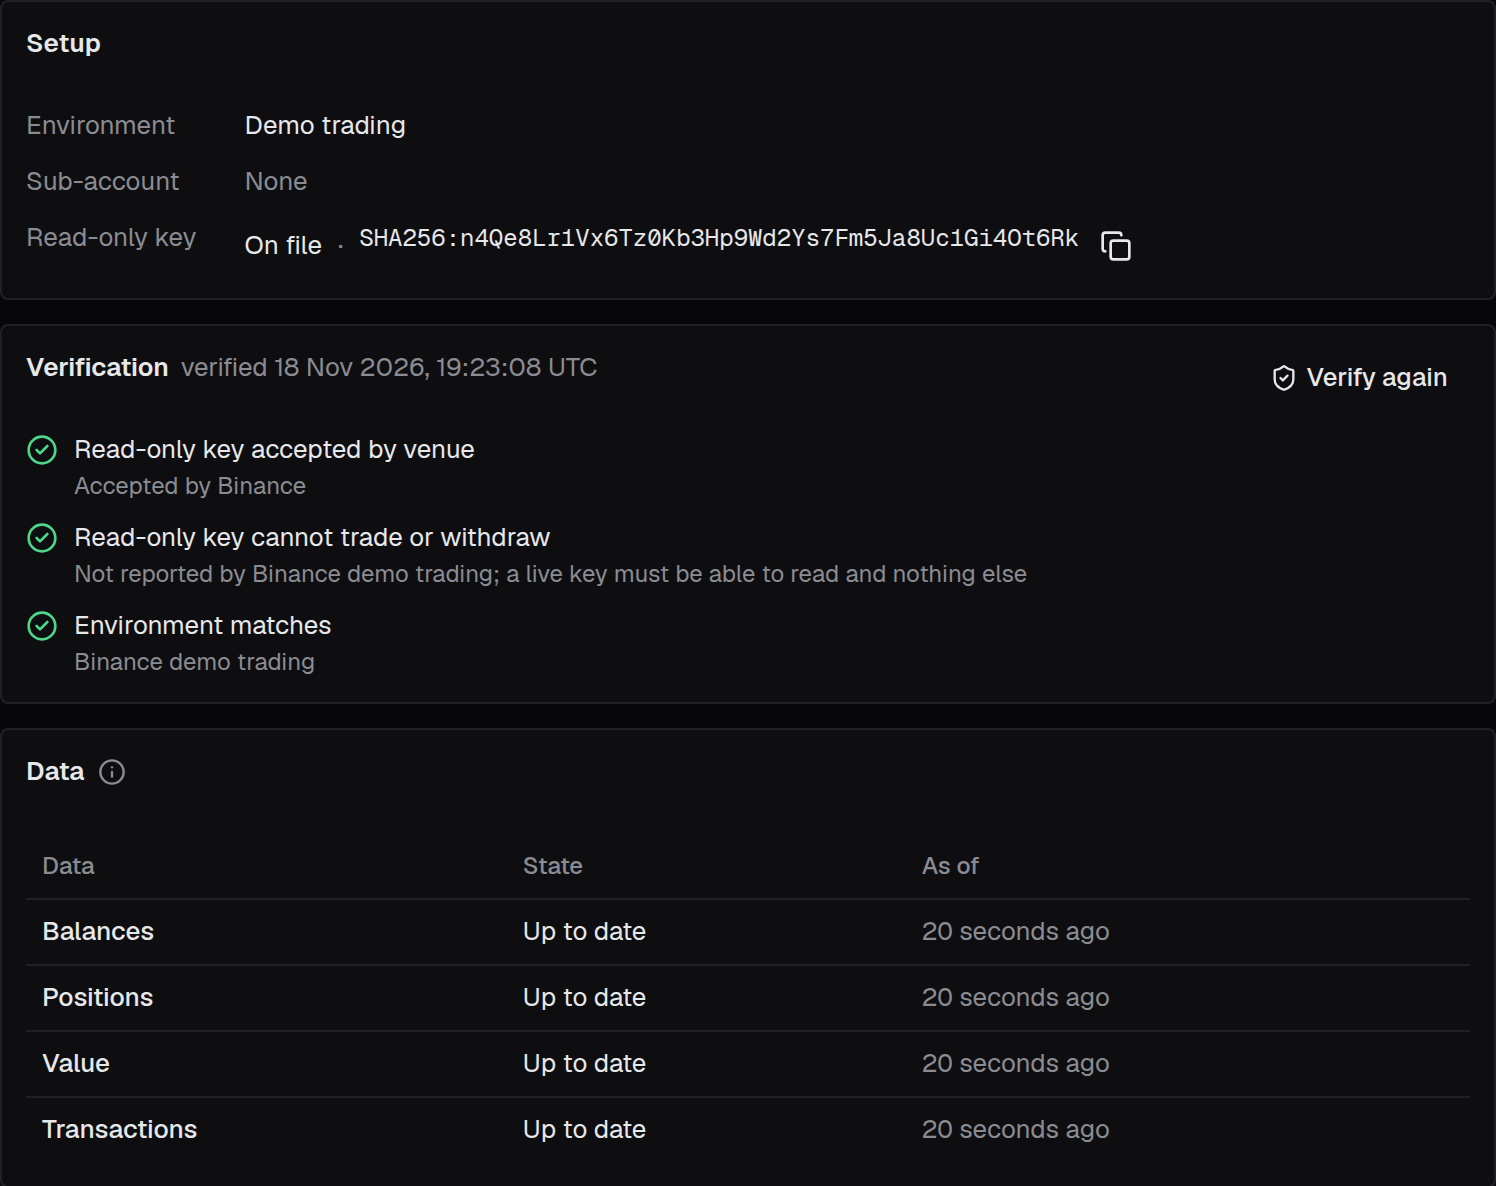 Setup
Environment Demo trading
Sub-account None
Read-only key On file · SHA256:n4Qe8Lr1Vx6Tz0Kb3Hp9Wd2Ys7Fm5Ja8Uc1Gi4Ot6Rk
Verification verified 18 Nov 2026, 19:23:08 UTC
Verify again
Read-only key accepted by venue
Accepted by Binance
Read-only key cannot trade or withdraw
Not reported by Binance demo trading; a live key must be able to read and nothing else
Environment matches
Binance demo trading
Data
Data State As of
Balances Up to date 20 seconds ago
Positions Up to date 20 seconds ago
Value Up to date 20 seconds ago
Transactions Up to date 20 seconds ago